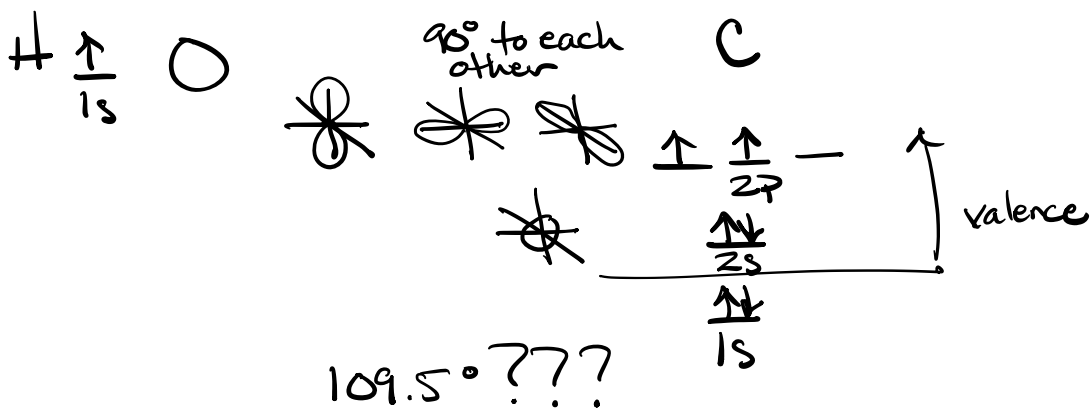 H ↑ 90° to each C
1s other
↑ ↑
2p
valence
↑↓
2s
↑↓
1s
109.5° ???